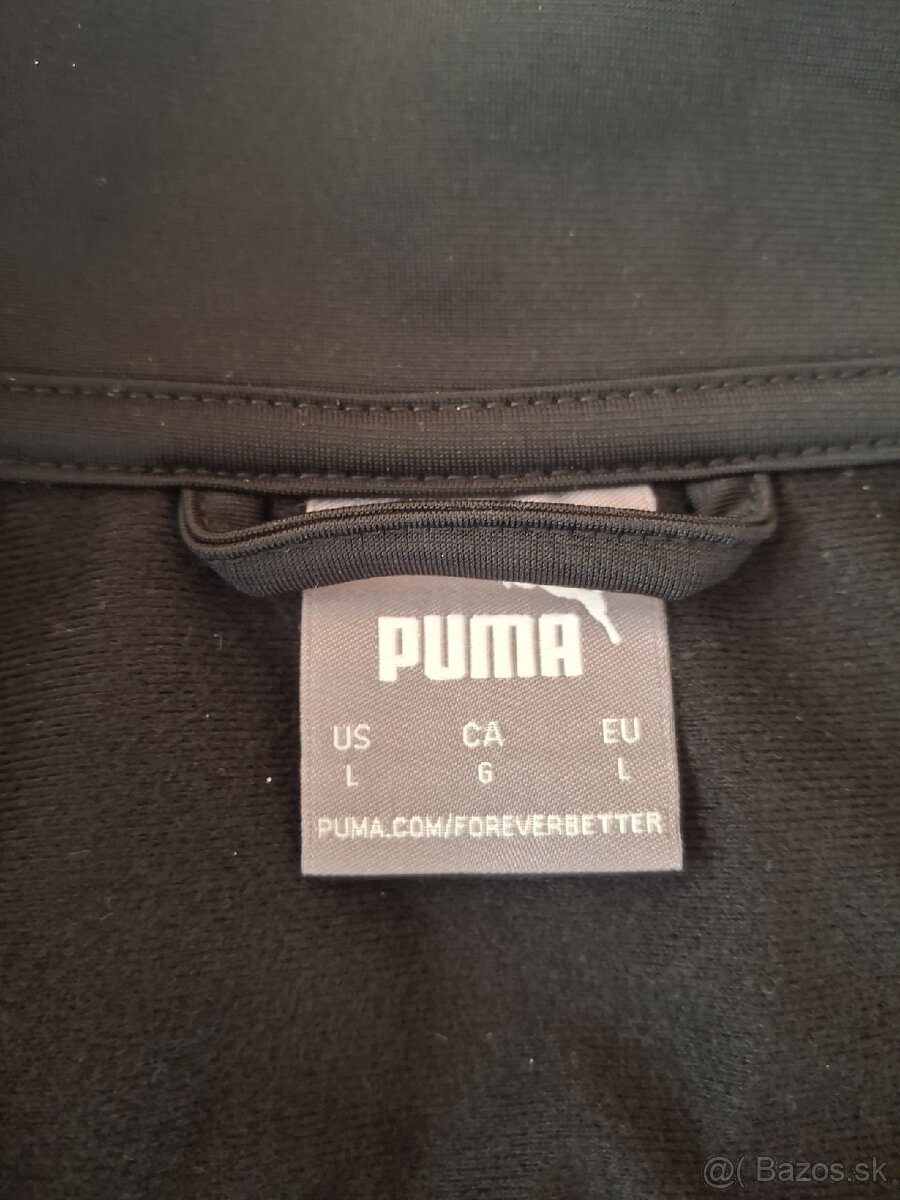 PUMA
US CA EU
L G L
PUMA.COM/FOREVERBETTER
@( Bazos.sk